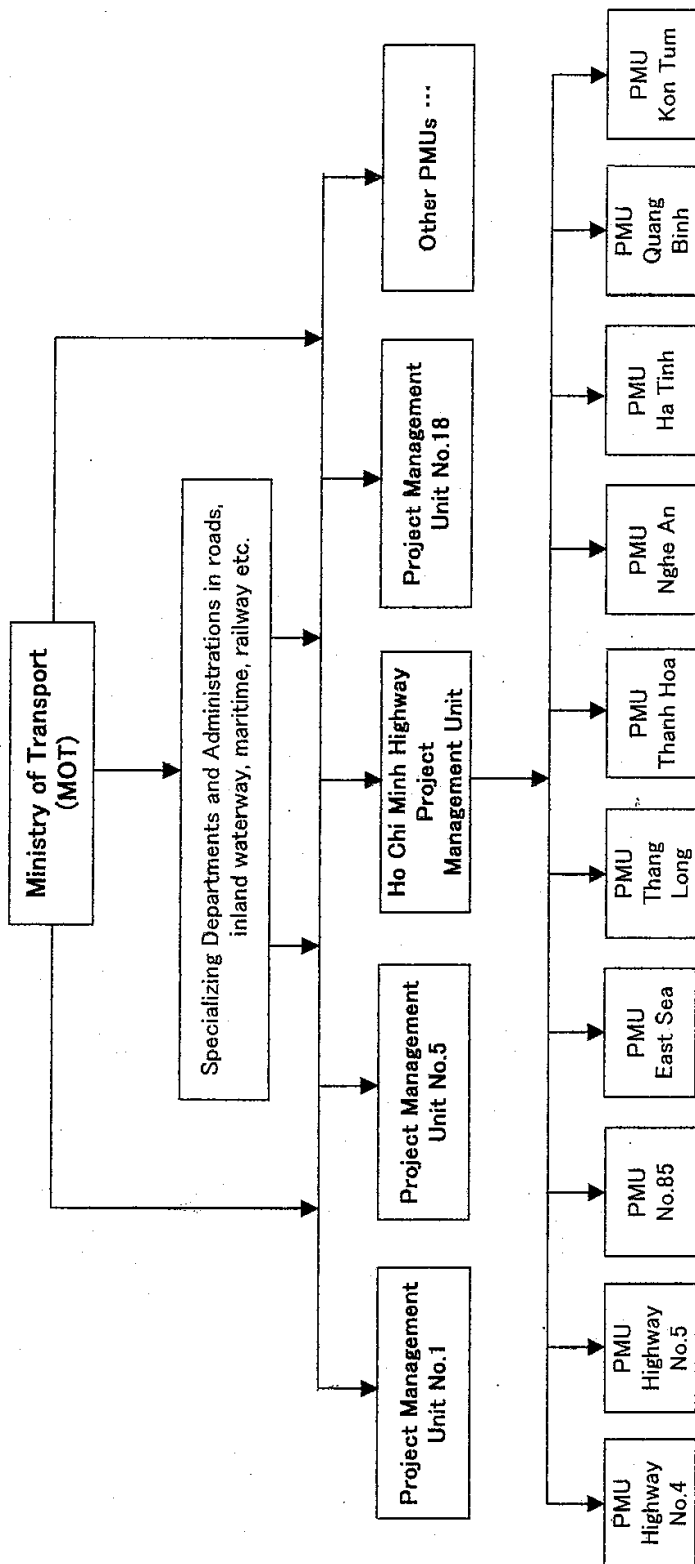 Ministry of Transport
(MOT)
Specializing Departments and Administrations in roads,
inland waterway, maritime, railway etc.
Project Management
Unit No.1
Project Management
Unit No.5
Ho Chi Minh Highway
Project
Management Unit
Project Management
Unit No.18
Other PMUs ...
PMU
Highway
No.4
PMU
Highway
No.5
PMU
No.85
PMU
East Sea
PMU
Thang
Long
PMU
Thanh Hoa
PMU
Nghe An
PMU
Ha Tinh
PMU
Quang
Binh
PMU
Kon Tum